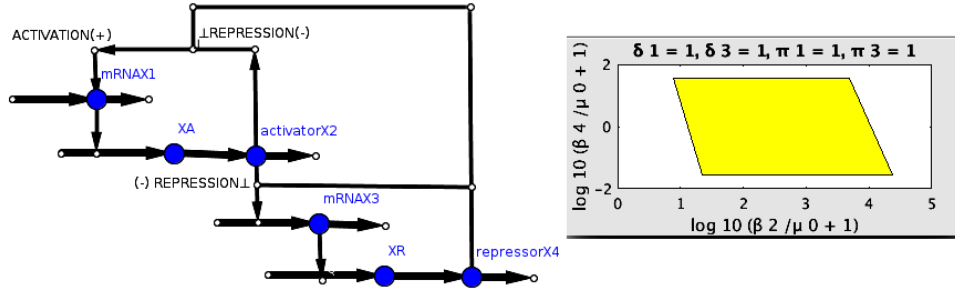 ACTIVATION(+)
⊥REPRESSION(-)
mRNAX1
XA
activatorX2
(-) REPRESSION⊥
mRNAX3
XR
repressorX4
δ 1 = 1, δ 3 = 1, π 1 = 1, π 3 = 1
log 10 (β 4 /μ 0 + 1)
2
0
-2
0 1 2 3 4 5
log 10 (β 2 /μ 0 + 1)